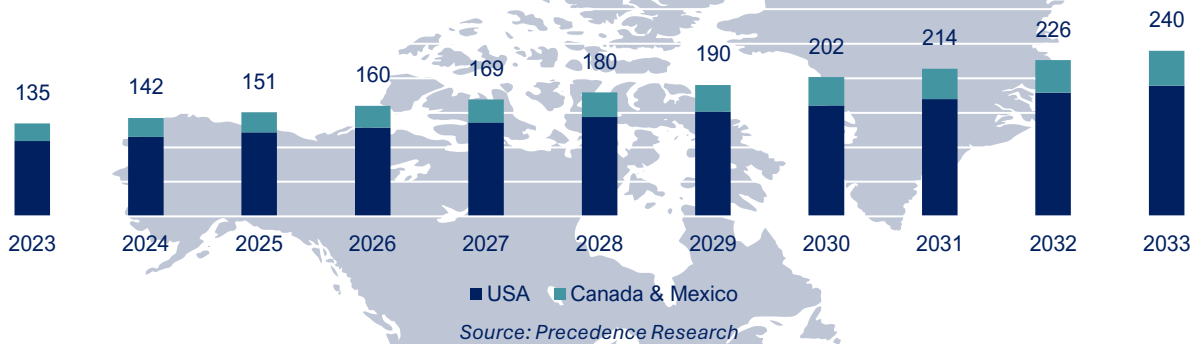 135 142 151 160 169 180 190 202 214 226 240
2023 2024 2025 2026 2027 2028 2029 2030 2031 2032 2033
USA Canada & Mexico
Source: Precedence Research